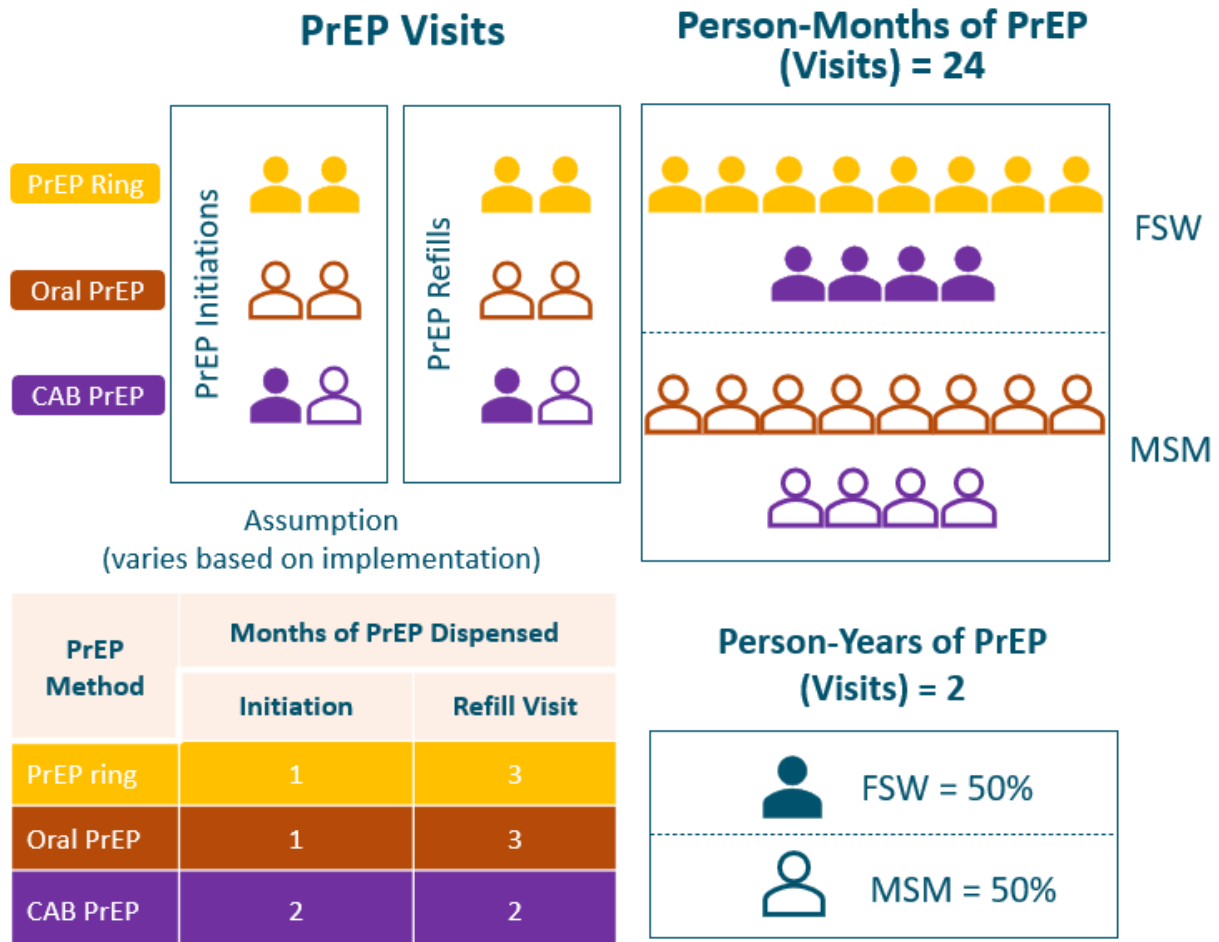 PrEP Visits
Person-Months of PrEP
(Visits) = 24
PrEP Ring
Oral PrEP
CAB PrEP
PrEP Initiations
PrEP Refills
FSW
MSM
Assumption
(varies based on implementation)
PrEP
Method
Months of PrEP Dispensed
Initiation
Refill Visit
PrEP ring
1
3
Oral PrEP
1
3
CAB PrEP
2
2
Person-Years of PrEP
(Visits) = 2
FSW = 50%
MSM = 50%